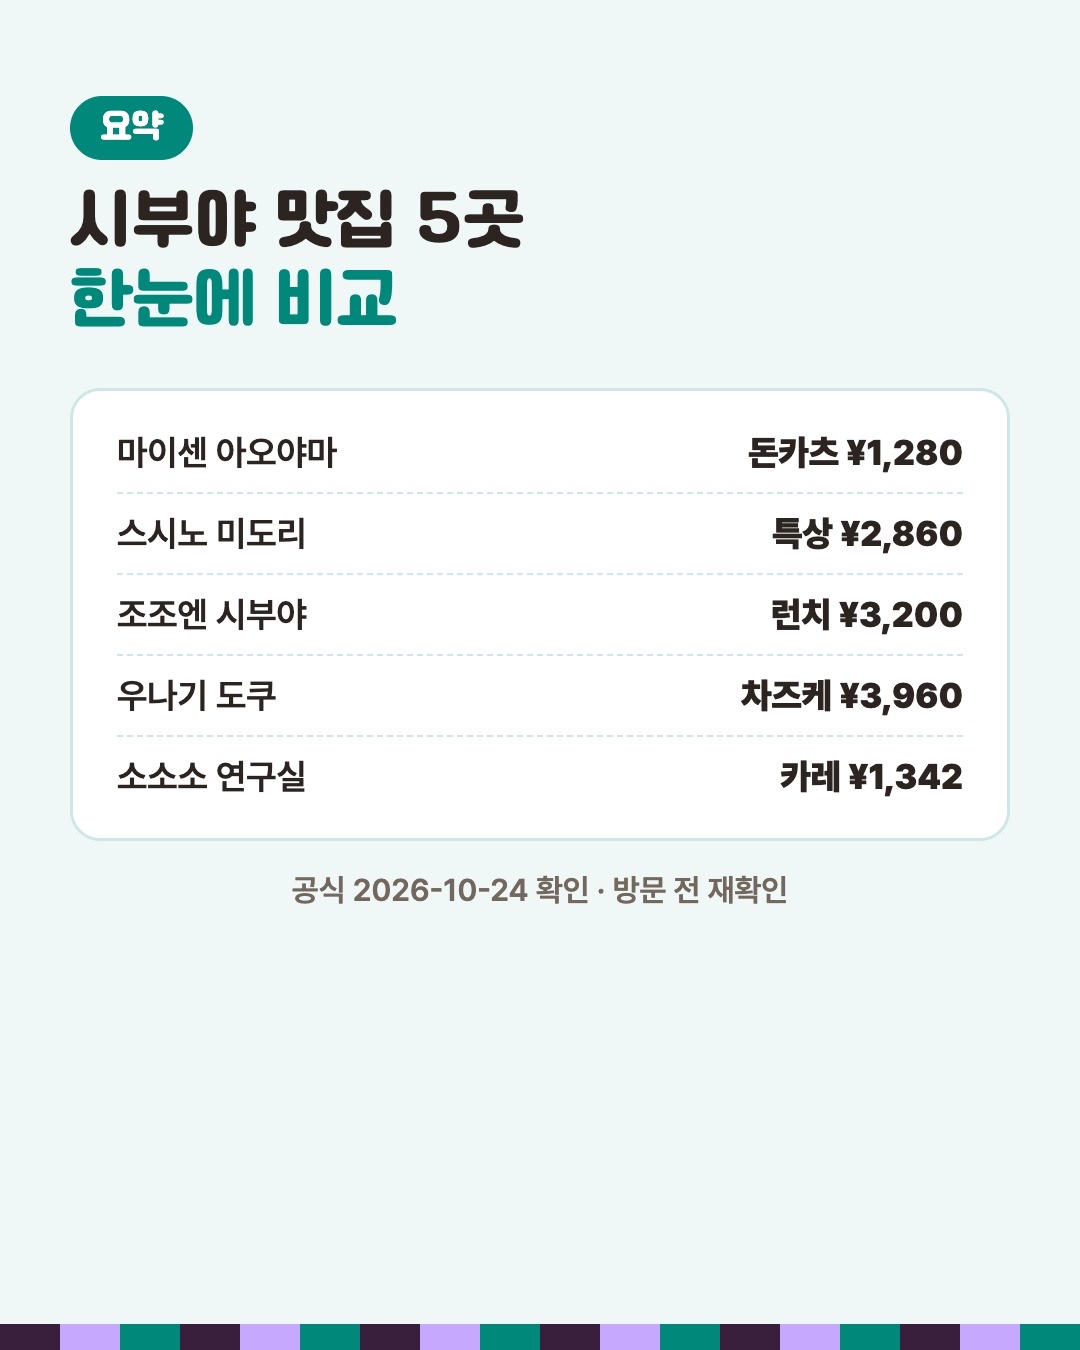 요약
시부야 맛집 5곳
한눈에 비교
마이센 아오야마 돈카츠 ¥1,280
스시노 미도리 특상 ¥2,860
조조엔 시부야 런치 ¥3,200
우나기 도쿠 차즈케 ¥3,960
소소소 연구실 카레 ¥1,342
공식 2026-10-24 확인 · 방문 전 재확인